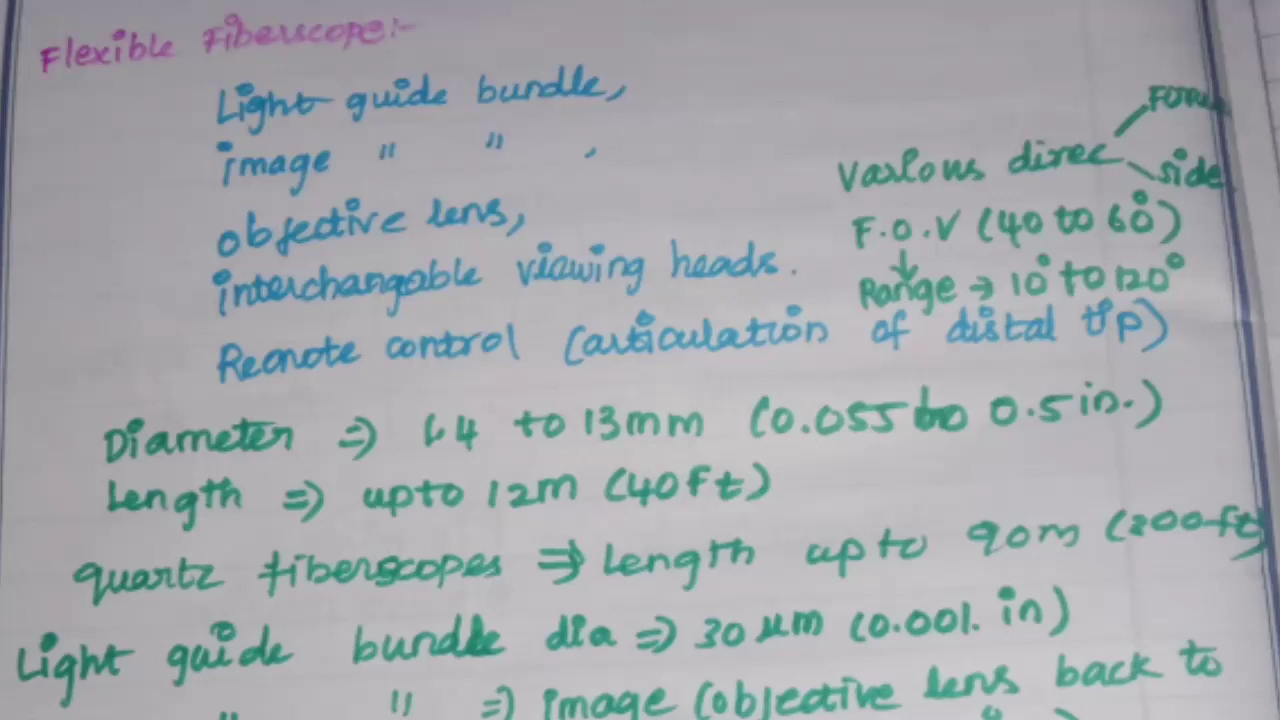 Flexible Fiberscope:-
Light guide bundle,
image " " ,
objective lens,
interchangable viewing heads.
Remote control (articulation of distal tip)
Various direc
side
F.O.V (40 to 60°)
Range → 10° to 120°
Diameter ⇒ 1.4 to 13mm (0.055 to 0.5 in.)
Length ⇒ upto 12m (40ft)
quartz fiberscopes ⇒ Length up to 90m (300ft)
Light guide bundle dia ⇒ 30 μm (0.001. in)
" " ⇒ image (objective lens back to